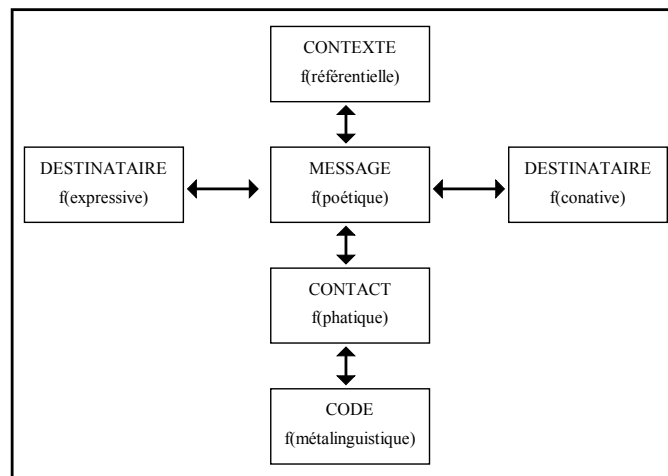 CONTEXTE
f(référentielle)
DESTINATAIRE
f(expressive)
MESSAGE
f(poétique)
DESTINATAIRE
f(conative)
CONTACT
f(phatique)
CODE
f(métalinguistique)